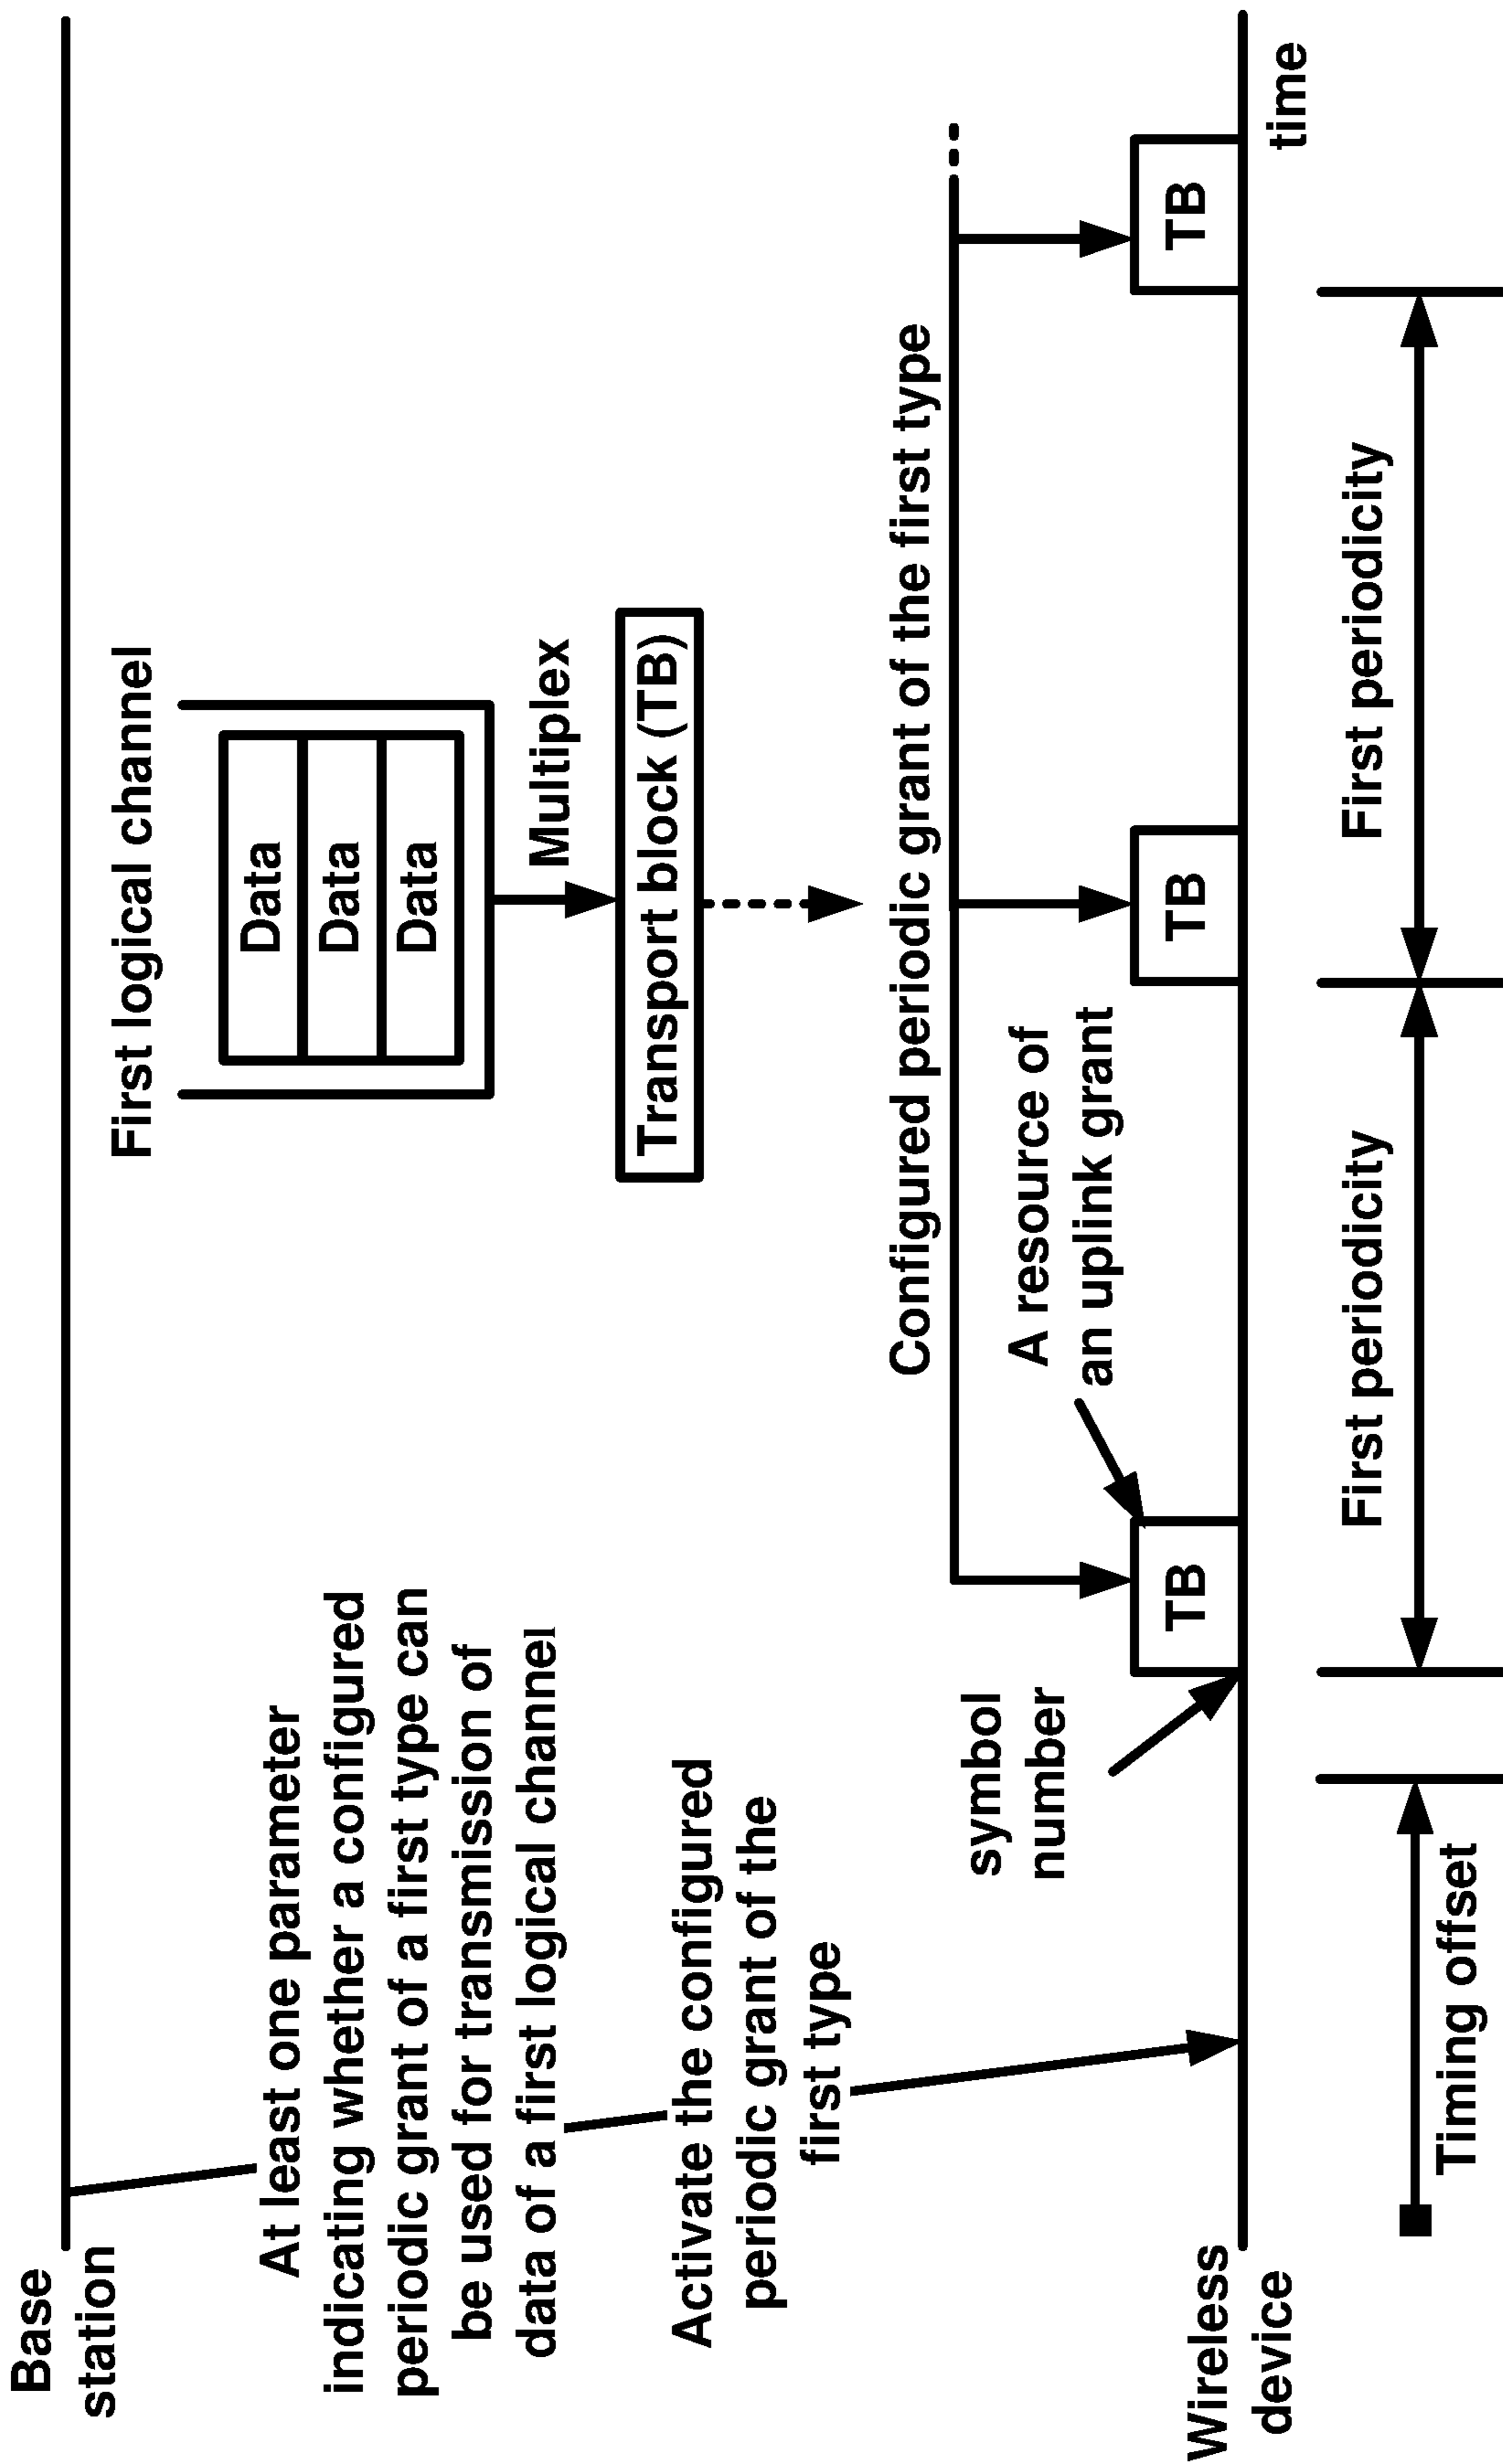 Base
station
At least one parameter
indicating whether a configured
periodic grant of a first type can
be used for transmission of
data of a first logical channel
Activate the configured
periodic grant of the
first type
First logical channel
Data
Data
Data
Multiplex
Transport block (TB)
Configured periodic grant of the first type
A resource of
an uplink grant
symbol
number
TB
TB
TB
Wireless
device
time
Timing offset
First periodicity
First periodicity